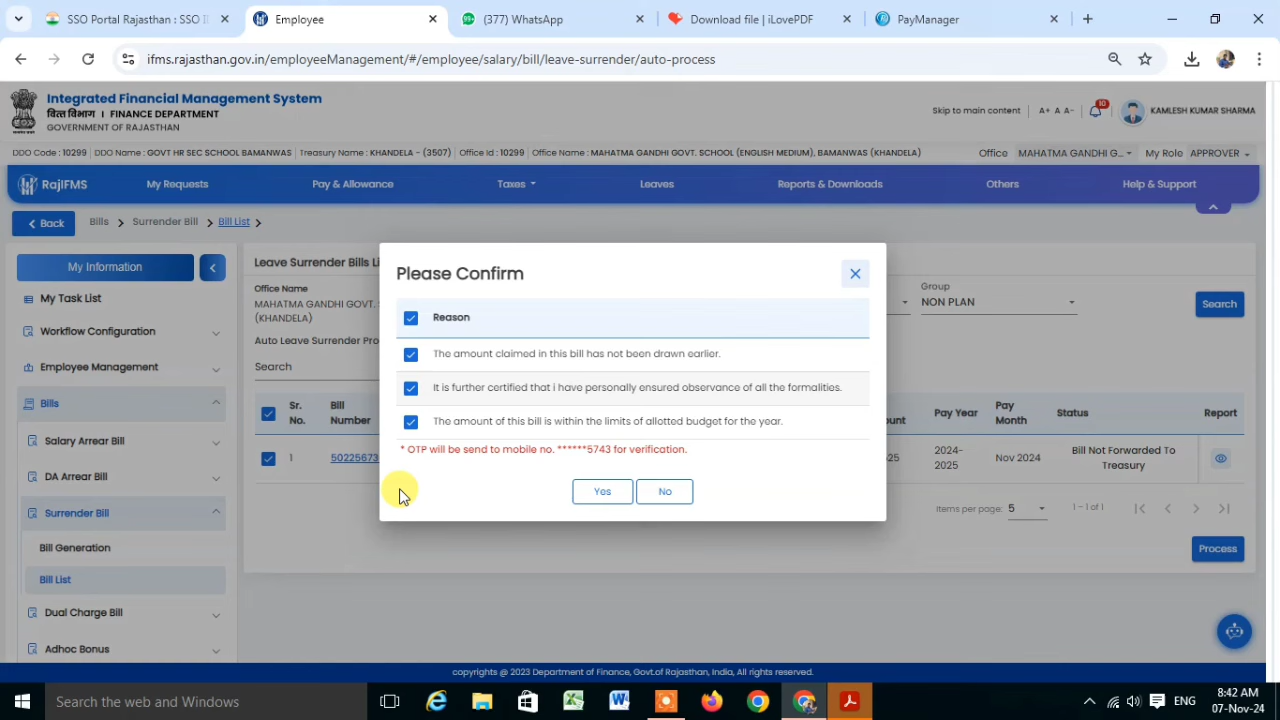 SSO Portal Rajasthan : SSO I
Employee
(377) WhatsApp
Download file | iLovePDF
PayManager
ifms.rajasthan.gov.in/employeeManagement/#/employee/salary/bill/leave-surrender/auto-process
Integrated Financial Management System
वित्त विभाग I FINANCE DEPARTMENT
GOVERNMENT OF RAJASTHAN
Skip to main content
A+ A A-
10
KAMLESH KUMAR SHARMA
DDO Code : 10299 | DDO Name : GOVT HR SEC SCHOOL BAMANWAS | Treasury Name : KHANDELA - (3507) | Office Id : 10299 | Office Name : MAHATMA GANDHI GOVT. SCHOOL (ENGLISH MEDIUM), BAMANWAS (KHANDELA)
Office MAHATMA GANDHI G... My Role APPROVER
RajIFMS
My Requests
Pay & Allowance
Taxes
Leaves
Reports & Downloads
Others
Help & Support
Back
Bills > Surrender Bill > Bill List >
My Information
My Task List
Workflow Configuration
Employee Management
Bills
Salary Arrear Bill
DA Arrear Bill
Surrender Bill
Bill Generation
Bill List
Dual Charge Bill
Adhoc Bonus
Leave Surrender Bills Li
Office Name
MAHATMA GANDHI GOVT.
(KHANDELA)
Group
NON PLAN
Search
Auto Leave Surrender Pro
Search
Sr. No.
Bill Number
Pay Year
Pay Month
Status
Report
1
50225673
2024-2025
Nov 2024
Bill Not Forwarded To Treasury
Items per page: 5
1 – 1 of 1
Process
Please Confirm
Reason
The amount claimed in this bill has not been drawn earlier.
It is further certified that i have personally ensured observance of all the formalities.
The amount of this bill is within the limits of allotted budget for the year.
* OTP will be send to mobile no. ******5743 for verification.
Yes
No
copyrights @ 2023 Department of Finance, Govt.of Rajasthan, India, All rights reserved.
Search the web and Windows
ENG
8:42 AM
07-Nov-24